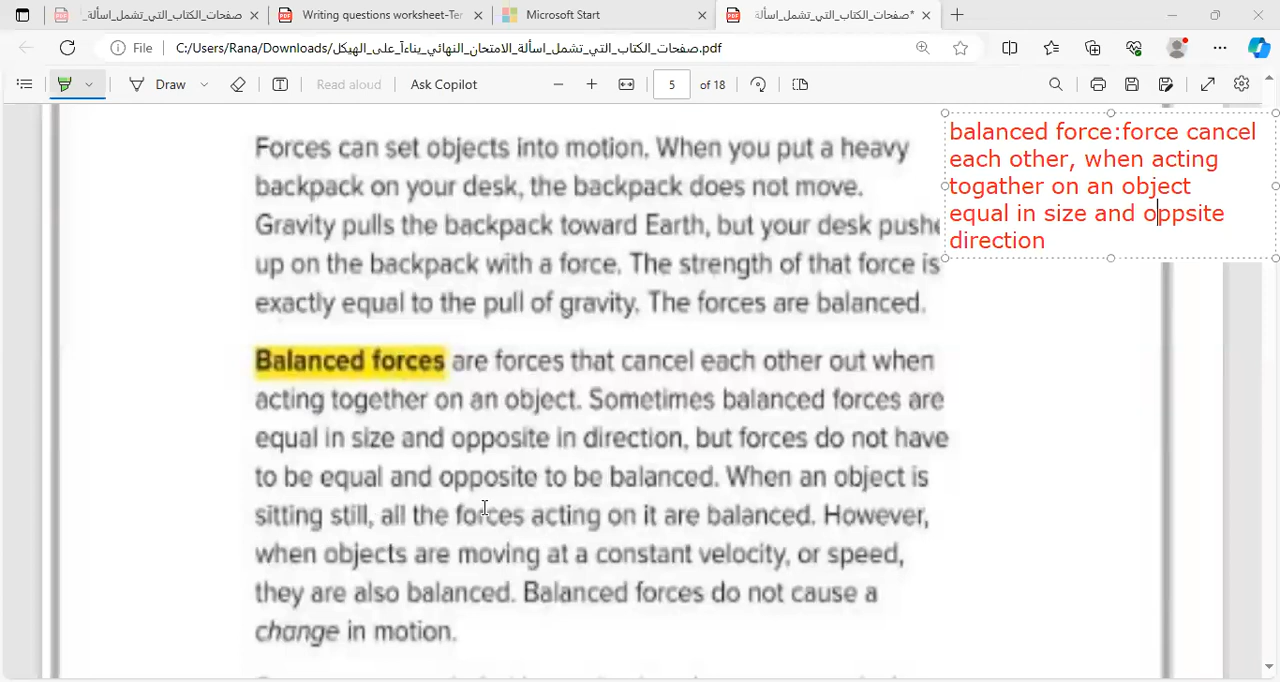 صفحات_الكتاب_التي_تشمل_اسألة_
Writing questions worksheet-Ter
Microsoft Start
*صفحات_الكتاب_التي_تشمل_اسألة
File
C:/Users/Rana/Downloads/صفحات_الكتاب_التي_تشمل_اسألة_الامتحان_النهائي_بناءاً_على_الهيكل.pdf
Draw
Read aloud
Ask Copilot
5
of 18
Forces can set objects into motion. When you put a heavy
backpack on your desk, the backpack does not move.
Gravity pulls the backpack toward Earth, but your desk pushe
up on the backpack with a force. The strength of that force is
exactly equal to the pull of gravity. The forces are balanced.
Balanced forces are forces that cancel each other out when
acting together on an object. Sometimes balanced forces are
equal in size and opposite in direction, but forces do not have
to be equal and opposite to be balanced. When an object is
sitting still, all the forces acting on it are balanced. However,
when objects are moving at a constant velocity, or speed,
they are also balanced. Balanced forces do not cause a
change in motion.
balanced force:force cancel
each other, when acting
togather on an object
equal in size and oppsite
direction